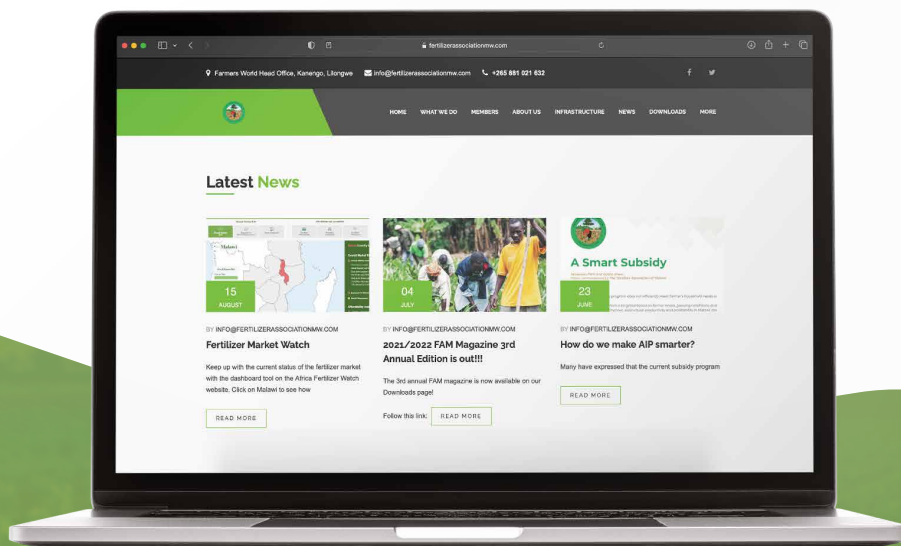 fertilizerassociationmw.com
Farmers World Head Office, Kanengo, Lilongwe info@fertilizerassociationmw.com +265 881 021 632
HOME WHAT WE DO MEMBERS ABOUT US INFRASTRUCTURE NEWS DOWNLOADS MORE
Latest News
Malawi
15
AUGUST
BY INFO@FERTILIZERASSOCIATIONMW.COM
Fertilizer Market Watch
Keep up with the current status of the fertilizer market
with the dashboard tool on the Africa Fertilizer Watch
website. Click on Malawi to see how
READ MORE
04
JULY
BY INFO@FERTILIZERASSOCIATIONMW.COM
2021/2022 FAM Magazine 3rd
Annual Edition is out!!!
The 3rd annual FAM magazine is now available on our
Downloads page!
Follow this link: READ MORE
A Smart Subsidy
23
JUNE
BY INFO@FERTILIZERASSOCIATIONMW.COM
How do we make AIP smarter?
Many have expressed that the current subsidy program
READ MORE